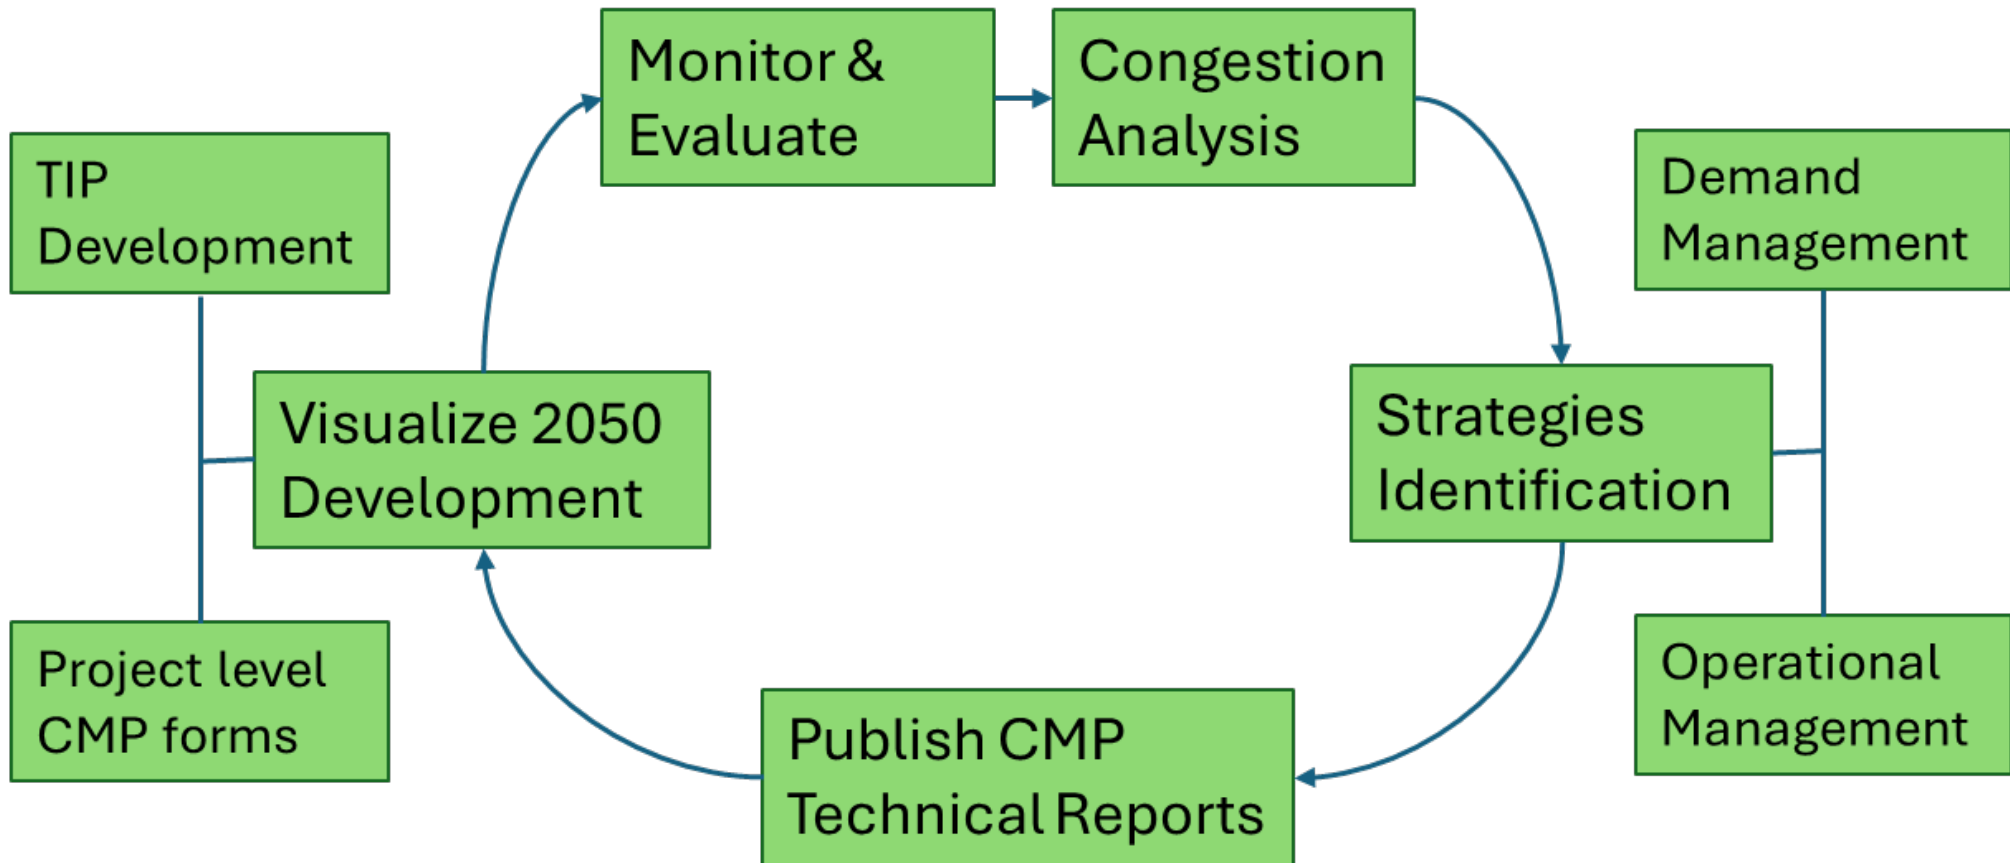 Monitor &
Evaluate
Congestion
Analysis
TIP
Development
Demand
Management
Visualize 2050
Development
Strategies
Identification
Project level
CMP forms
Operational
Management
Publish CMP
Technical Reports